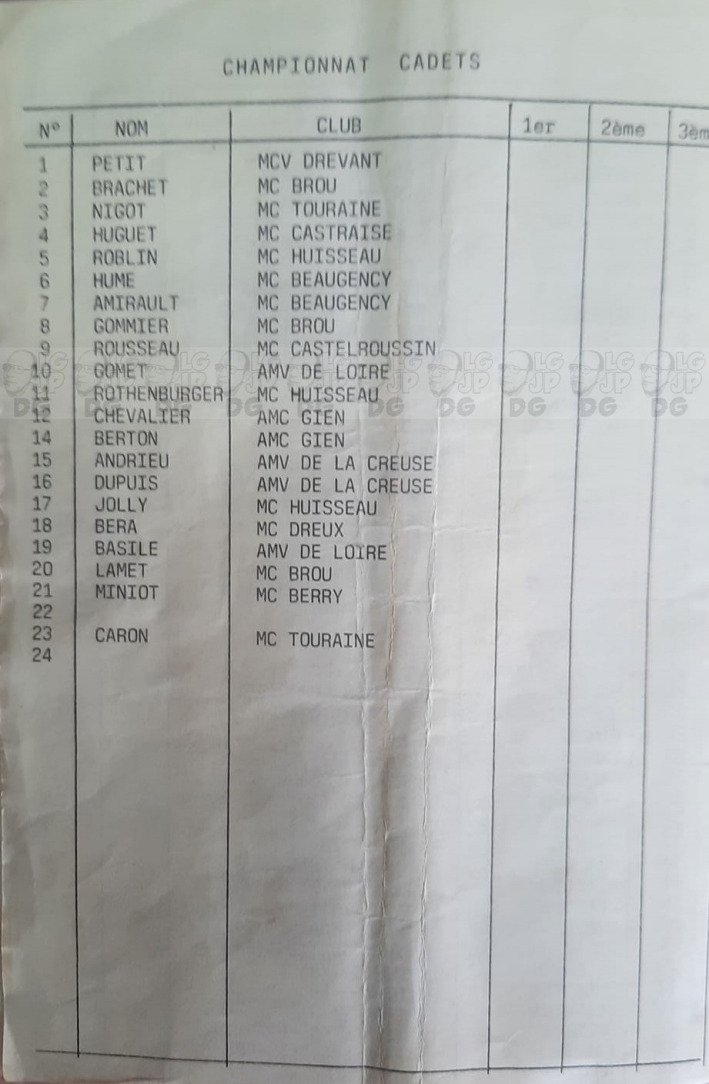 CHAMPIONNAT CADETS
N° NOM CLUB 1er 2ème 3èm
1 PETIT MCV DREVANT
2 BRACHET MC BROU
3 NIGOT MC TOURAINE
4 HUGUET MC CASTRAISE
5 ROBLIN MC HUISSEAU
6 HUME MC BEAUGENCY
7 AMIRAULT MC BEAUGENCY
8 GOMMIER MC BROU
9 ROUSSEAU MC CASTELROUSSIN
10 GOMET AMV DE LOIRE
11 ROTHENBURGER MC HUISSEAU
12 CHEVALIER AMC GIEN
14 BERTON AMC GIEN
15 ANDRIEU AMV DE LA CREUSE
16 DUPUIS AMV DE LA CREUSE
17 JOLLY MC HUISSEAU
18 BERA MC DREUX
19 BASILE AMV DE LOIRE
20 LAMET MC BROU
21 MINIOT MC BERRY
22
23 CARON MC TOURAINE
24